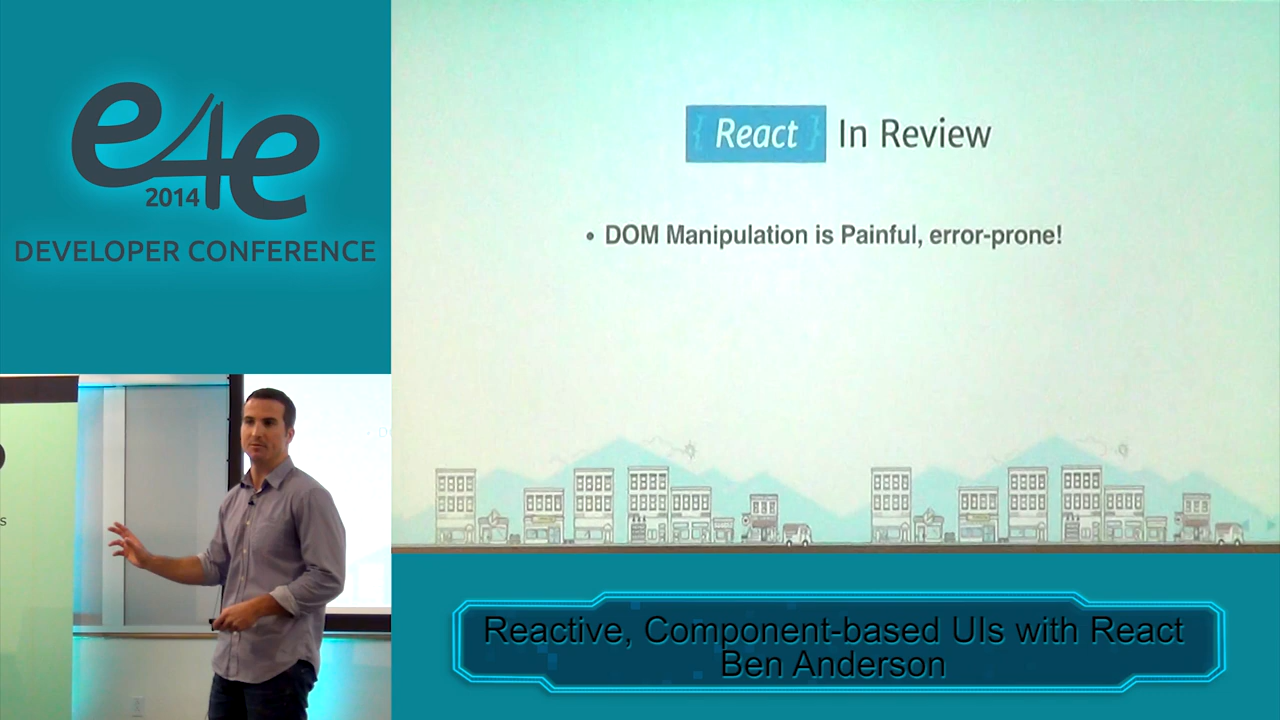 e4e
2014
DEVELOPER CONFERENCE
{ React } In Review
• DOM Manipulation is Painful, error-prone!
S
Reactive, Component-based UIs with React
Ben Anderson